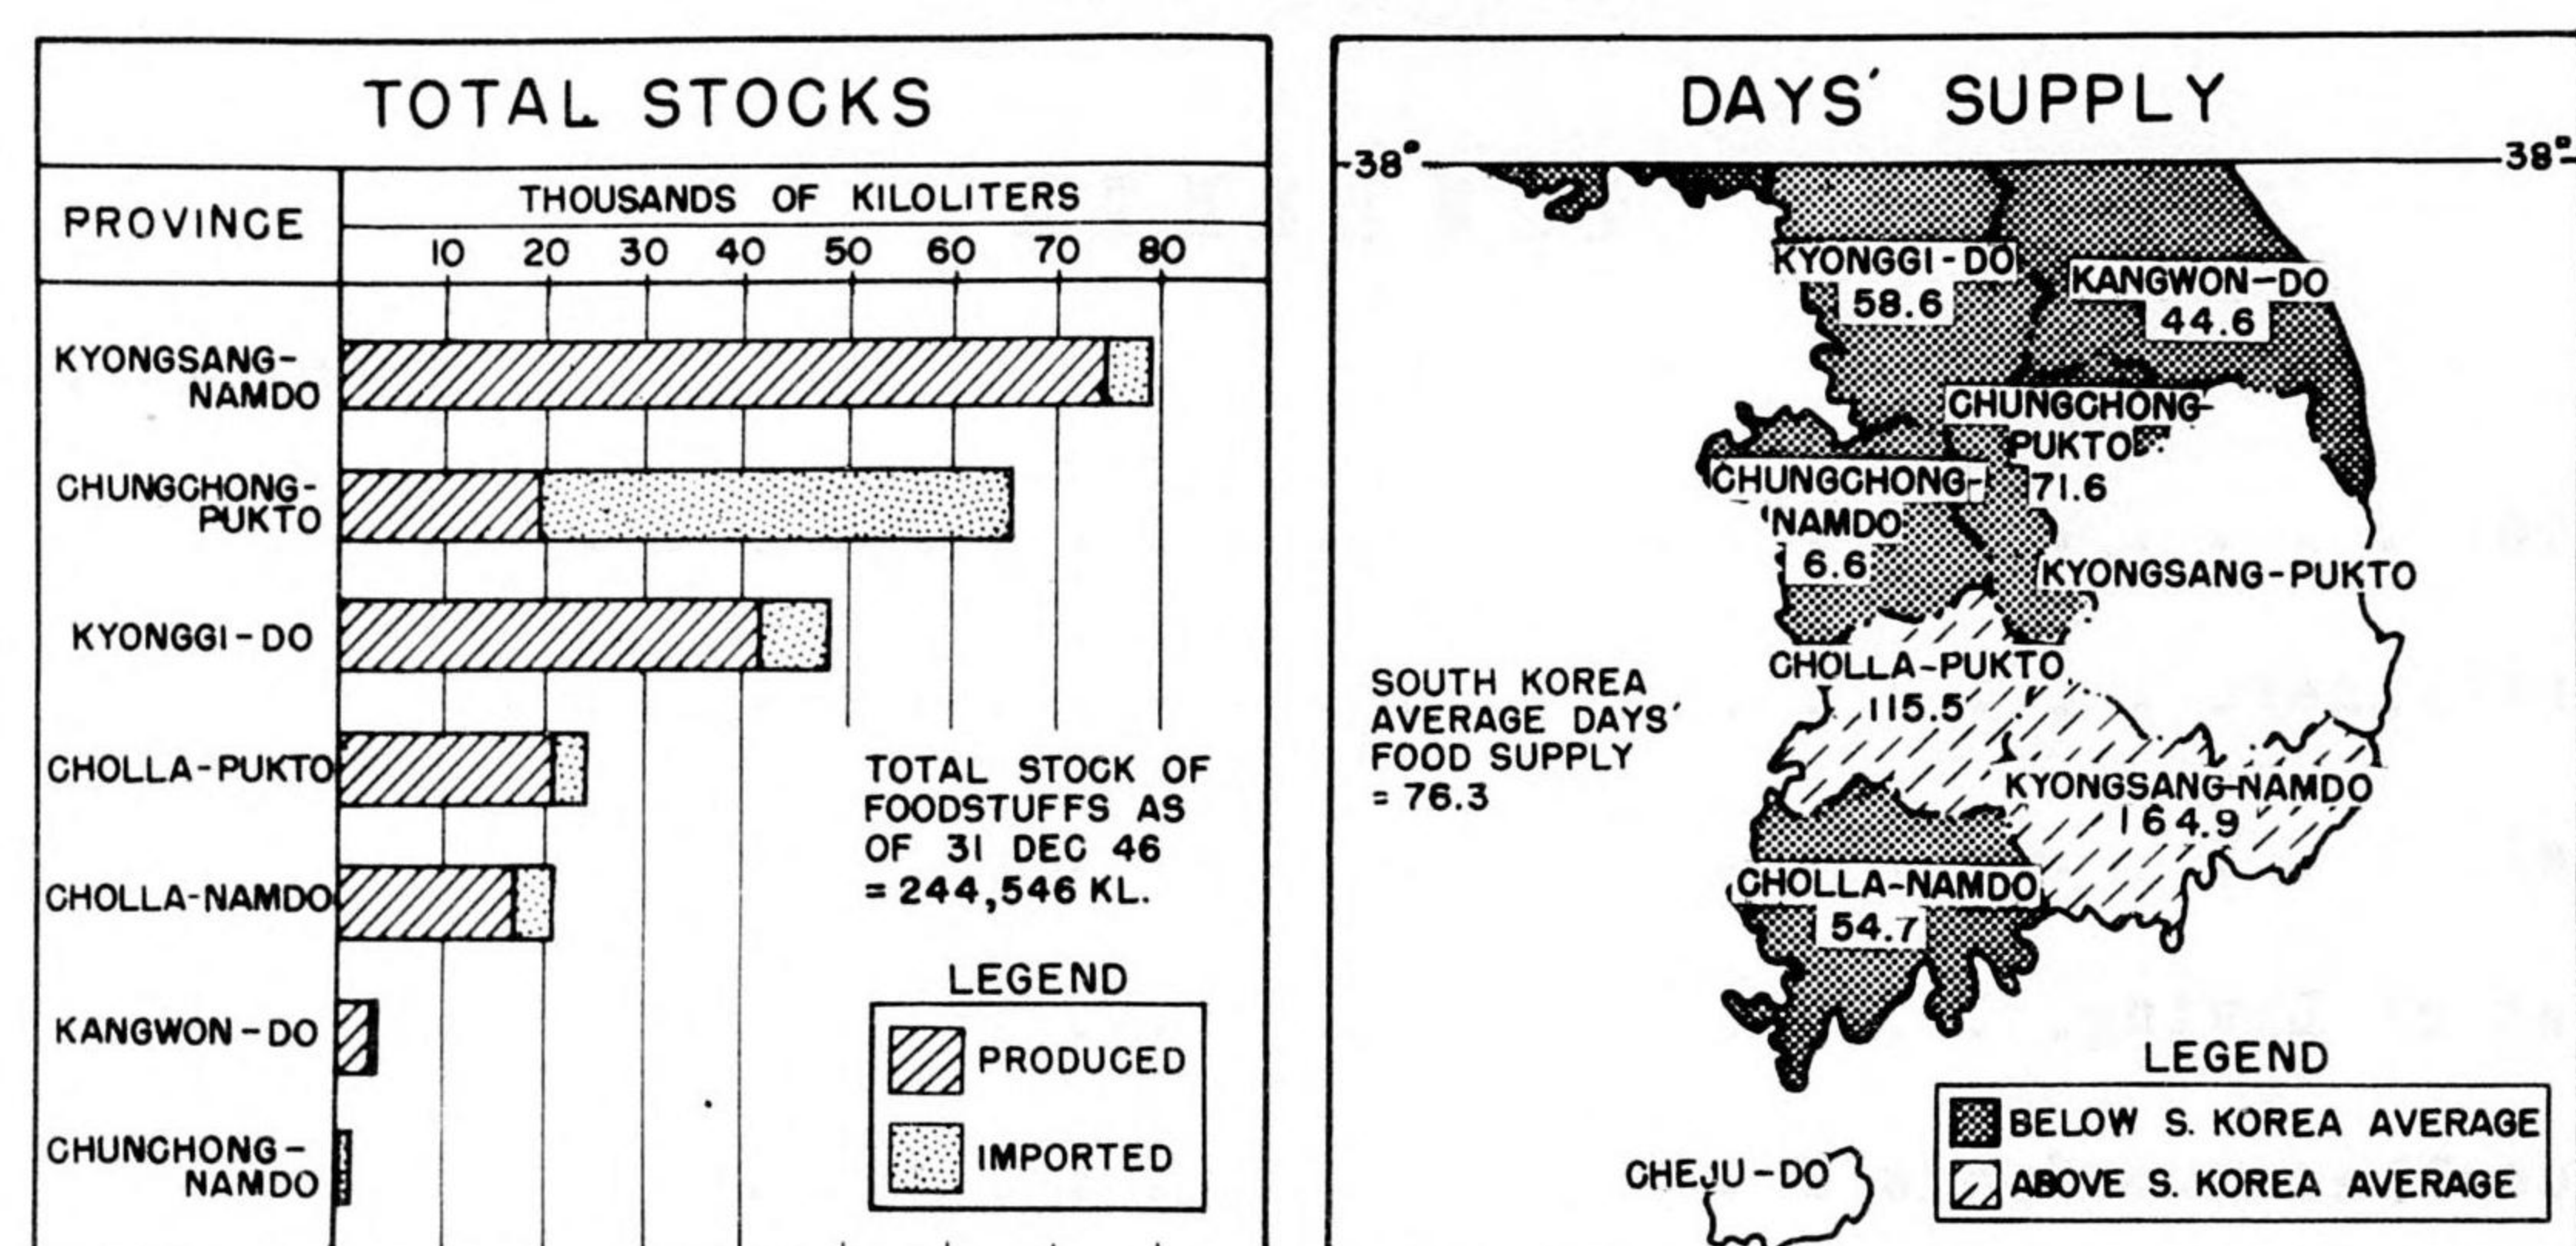 TOTAL STOCKS
PROVINCE
THOUSANDS OF KILOLITERS
10 20 30 40 50 60 70 80
KYONGSANG-
NAMDO
CHUNGCHONG-
PUKTO
KYONGGI-DO
CHOLLA-PUKTO
CHOLLA-NAMDO
KANGWON-DO
CHUNCHONG-
NAMDO
TOTAL STOCK OF
FOODSTUFFS AS
OF 31 DEC 46
= 244,546 KL.
LEGEND
PRODUCED
IMPORTED
DAYS' SUPPLY
38° 38°
KYONGGI-DO
58.6
KANGWON-DO
44.6
CHUNGCHONG-
PUKTO
71.6
CHUNGCHONG-
NAMDO
6.6
KYONGSANG-PUKTO
CHOLLA-PUKTO
115.5
SOUTH KOREA
AVERAGE DAYS'
FOOD SUPPLY
= 76.3
KYONGSANG-NAMDO
164.9
CHOLLA-NAMDO
54.7
CHEJU-DO
LEGEND
BELOW S. KOREA AVERAGE
ABOVE S. KOREA AVERAGE